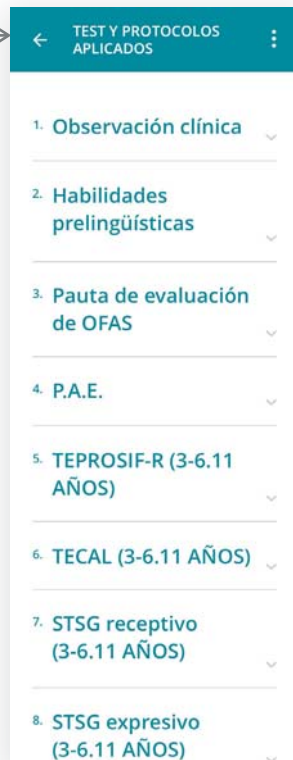 TEST Y PROTOCOLOS
APLICADOS
1. Observación clínica
2. Habilidades
prelingüísticas
3. Pauta de evaluación
de OFAS
4. P.A.E.
5. TEPROSIF-R (3-6.11
AÑOS)
6. TECAL (3-6.11 AÑOS)
7. STSG receptivo
(3-6.11 AÑOS)
8. STSG expresivo
(3-6.11 AÑOS)